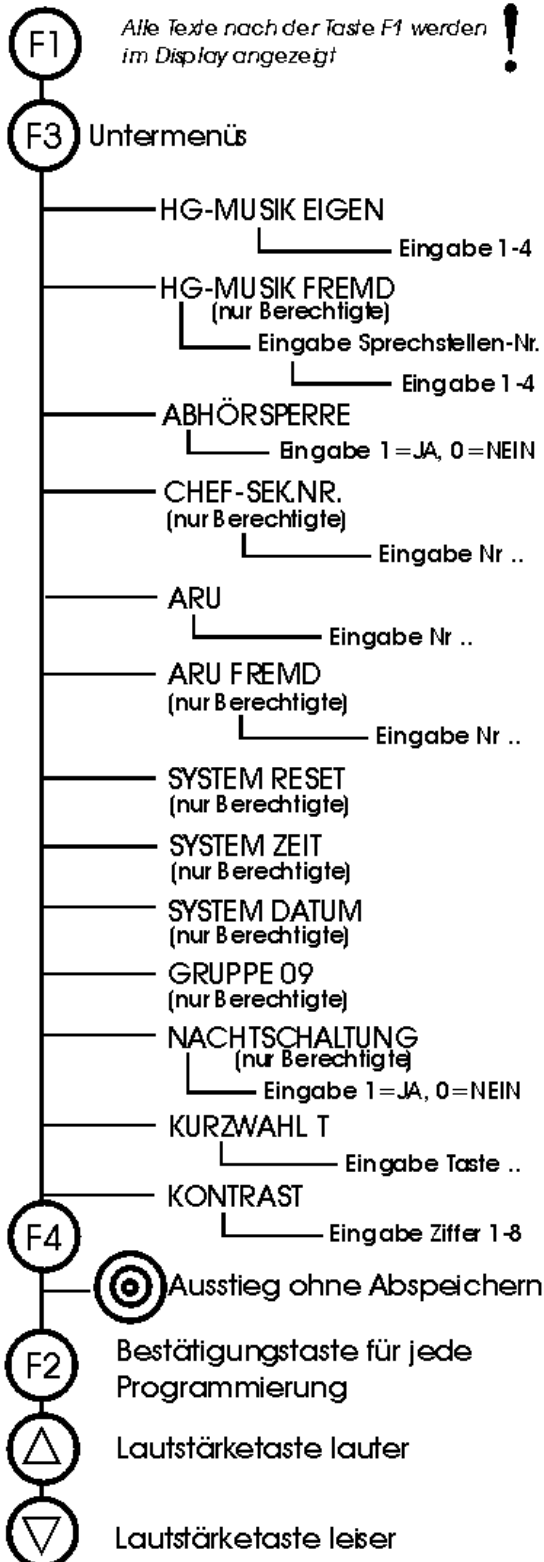 F1
Alle Texte nach der Taste F1 werden
im Display angezeigt
!
F3 Untermenüs
HG-MUSIK EIGEN
Eingabe 1-4
HG-MUSIK FREMD
(nur Berechtigte)
Eingabe Sprechstellen-Nr.
Eingabe 1-4
ABHÖRSPERRE
Eingabe 1=JA, 0=NEIN
CHEF-SEK.NR.
(nur Berechtigte)
Eingabe Nr ..
ARU
Eingabe Nr ..
ARU FREMD
(nur Berechtigte)
Eingabe Nr ..
SYSTEM RESET
(nur Berechtigte)
SYSTEM ZEIT
(nur Berechtigte)
SYSTEM DATUM
(nur Berechtigte)
GRUPPE 09
(nur Berechtigte)
NACHTSCHALTUNG
(nur Berechtigte)
Eingabe 1=JA, 0=NEIN
KURZWAHL T
Eingabe Taste ..
KONTRAST
Eingabe Ziffer 1-8
F4
Ausstieg ohne Abspeichern
F2
Bestätigungstaste für jede
Programmierung
Lautstärketaste lauter
Lautstärketaste leiser